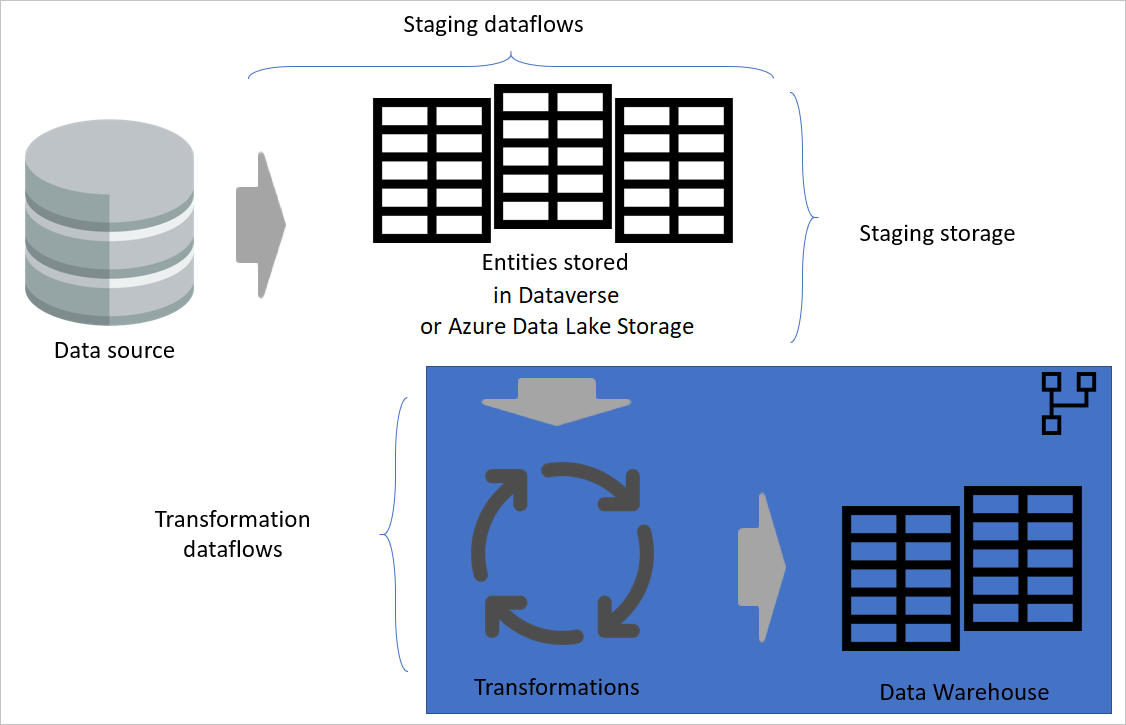 Staging dataflows
Entities stored
in Dataverse
or Azure Data Lake Storage
Staging storage
Data source
Transformation
dataflows
Transformations
Data Warehouse